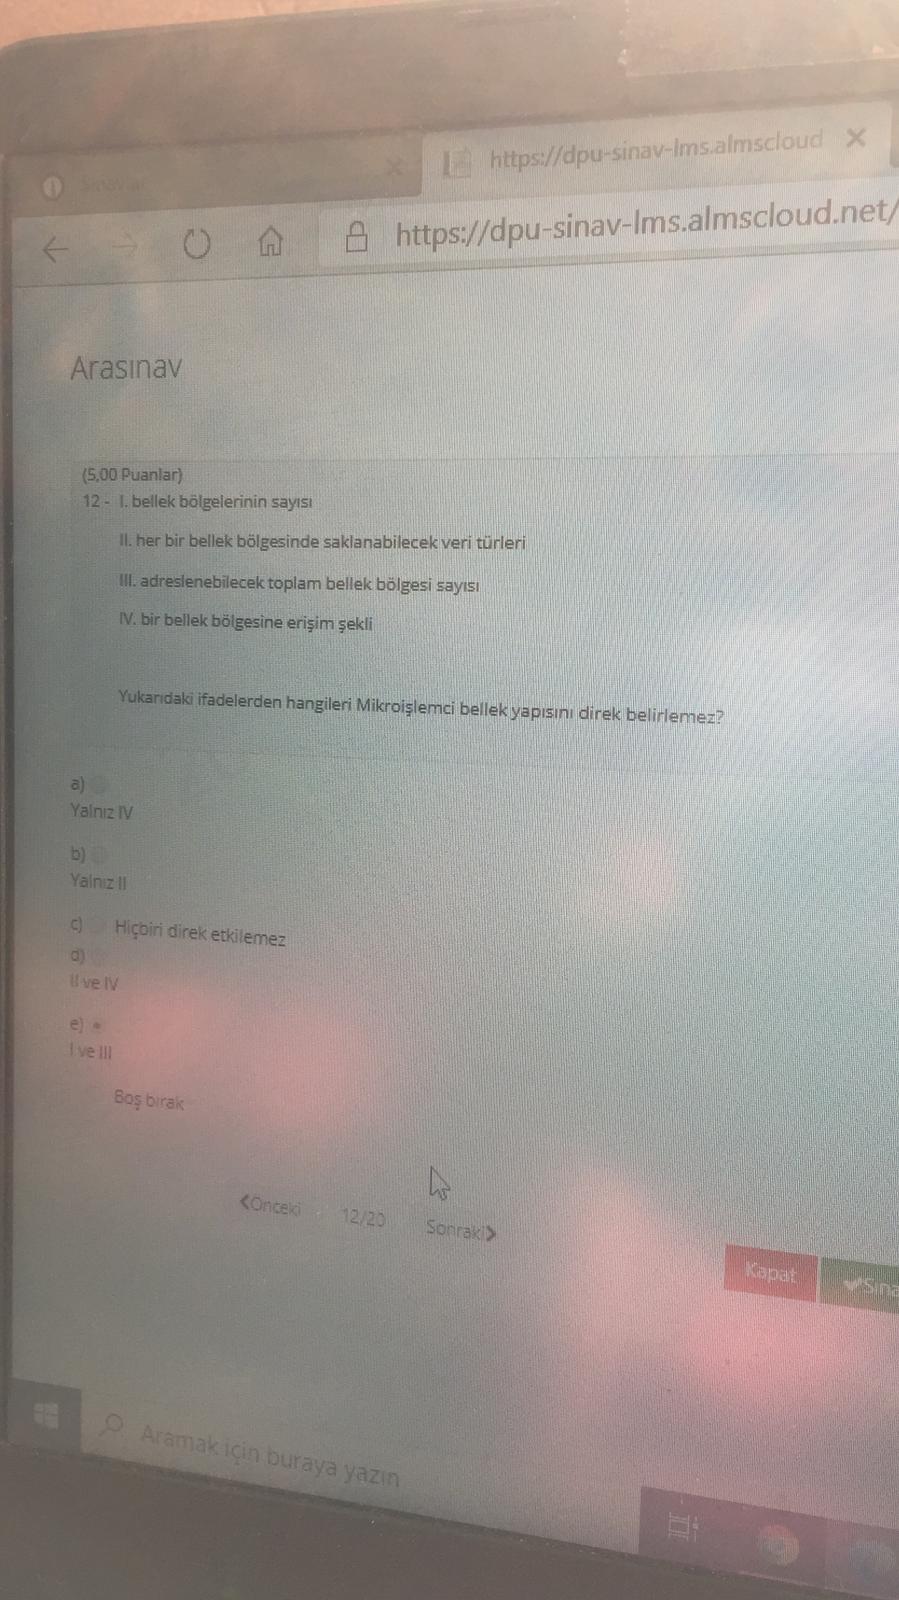 Sınavlar
https://dpu-sinav-lms.almscloud
https://dpu-sinav-lms.almscloud.net/
Arasınav
(5,00 Puanlar)
12 - I. bellek bölgelerinin sayısı
II. her bir bellek bölgesinde saklanabilecek veri türleri
III. adreslenebilecek toplam bellek bölgesi sayısı
IV. bir bellek bölgesine erişim şekli
Yukarıdaki ifadelerden hangileri Mikroişlemci bellek yapısını direk belirlemez?
a)
Yalnız IV
b)
Yalnız II
c) Hiçbiri direk etkilemez
d)
II ve IV
e)
I ve III
Boş bırak
Önceki 12/20 Sonraki
Kapat Sına
Aramak için buraya yazın